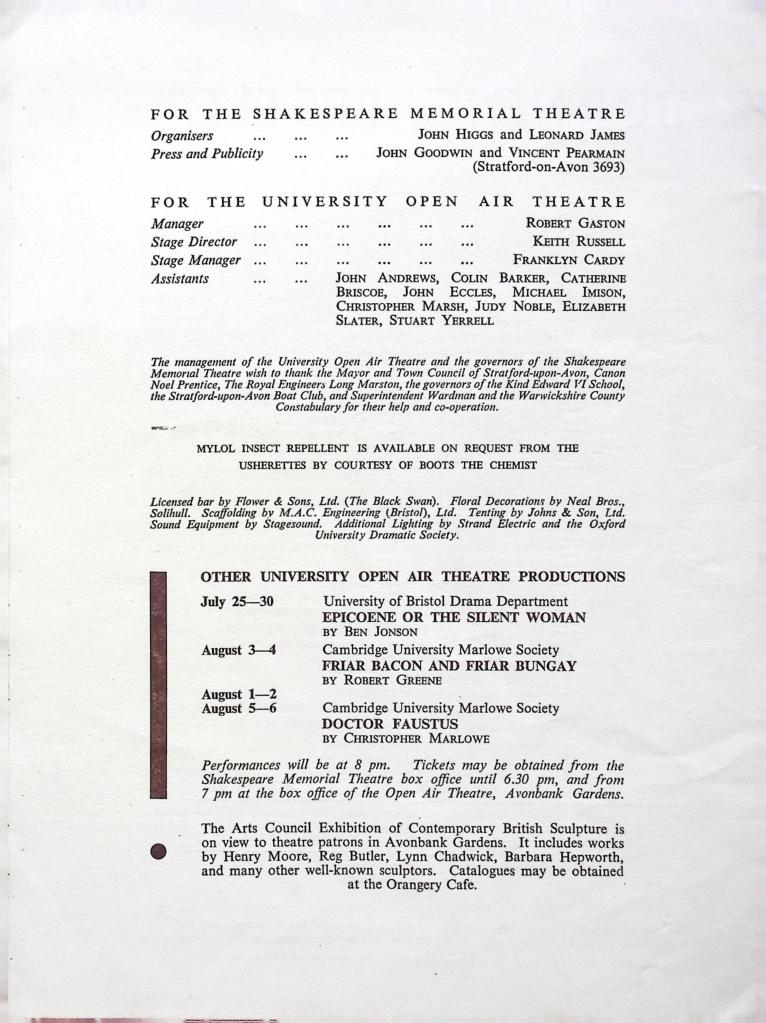 FOR THE SHAKESPEARE MEMORIAL THEATRE
Organisers ... ... ... JOHN HIGGS and LEONARD JAMES
Press and Publicity ... ... JOHN GOODWIN and VINCENT PEARMAIN
(Stratford-on-Avon 3693)
FOR THE UNIVERSITY OPEN AIR THEATRE
Manager ... ... ... ... ... ... ROBERT GASTON
Stage Director ... ... ... ... ... ... KEITH RUSSELL
Stage Manager ... ... ... ... ... ... FRANKLYN CARDY
Assistants ... ... JOHN ANDREWS, COLIN BARKER, CATHERINE
BRISCOE, JOHN ECCLES, MICHAEL IMISON,
CHRISTOPHER MARSH, JUDY NOBLE, ELIZABETH
SLATER, STUART YERRELL
The management of the University Open Air Theatre and the governors of the Shakespeare
Memorial Theatre wish to thank the Mayor and Town Council of Stratford-upon-Avon, Canon
Noel Prentice, The Royal Engineers Long Marston, the governors of the Kind Edward VI School,
the Stratford-upon-Avon Boat Club, and Superintendent Wardman and the Warwickshire County
Constabulary for their help and co-operation.
MYLOL INSECT REPELLENT IS AVAILABLE ON REQUEST FROM THE
USHERETTES BY COURTESY OF BOOTS THE CHEMIST
Licensed bar by Flower & Sons, Ltd. (The Black Swan). Floral Decorations by Neal Bros.,
Solihull. Scaffolding by M.A.C. Engineering (Bristol), Ltd. Tenting by Johns & Son, Ltd.
Sound Equipment by Stagesound. Additional Lighting by Strand Electric and the Oxford
University Dramatic Society.
OTHER UNIVERSITY OPEN AIR THEATRE PRODUCTIONS
July 25—30 University of Bristol Drama Department
EPICOENE OR THE SILENT WOMAN
BY BEN JONSON
August 3—4 Cambridge University Marlowe Society
FRIAR BACON AND FRIAR BUNGAY
BY ROBERT GREENE
August 1—2
August 5—6 Cambridge University Marlowe Society
DOCTOR FAUSTUS
BY CHRISTOPHER MARLOWE
Performances will be at 8 pm. Tickets may be obtained from the
Shakespeare Memorial Theatre box office until 6.30 pm, and from
7 pm at the box office of the Open Air Theatre, Avonbank Gardens.
The Arts Council Exhibition of Contemporary British Sculpture is
on view to theatre patrons in Avonbank Gardens. It includes works
by Henry Moore, Reg Butler, Lynn Chadwick, Barbara Hepworth,
and many other well-known sculptors. Catalogues may be obtained
at the Orangery Cafe.